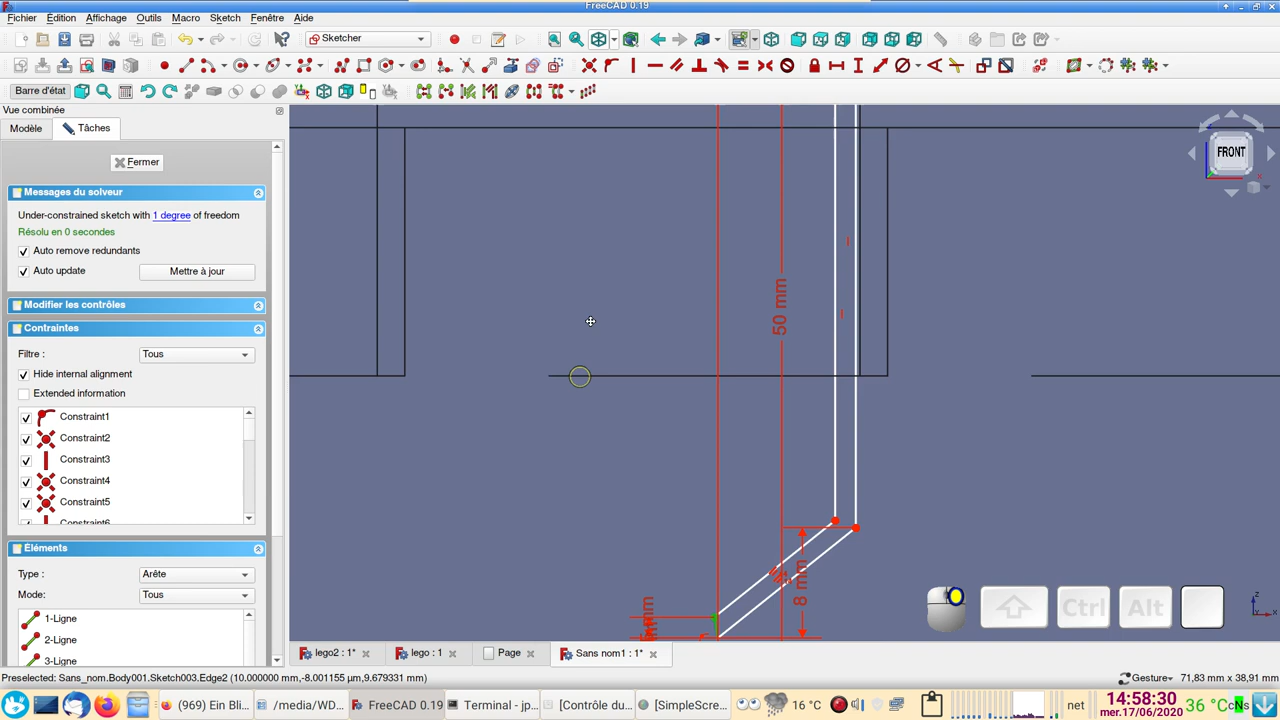 FreeCAD 0.19
Fichier Édition Affichage Outils Macro Sketch Fenêtre Aide
Sketcher
Barre d'état
Vue combinée
Modèle Tâches
Fermer
Messages du solveur
Under-constrained sketch with 1 degree of freedom
Résolu en 0 secondes
Auto remove redundants
Auto update Mettre à jour
Modifier les contrôles
Contraintes
Filtre : Tous
Hide internal alignment
Extended information
Constraint1
Constraint2
Constraint3
Constraint4
Constraint5
Constraint6
Éléments
Type : Arête
Mode: Tous
1-Ligne
2-Ligne
3-Ligne
50 mm
8 mm
FRONT
Ctrl Alt
lego2 : 1* lego : 1 Page Sans nom1 : 1*
Preselected: Sans_nom.Body001.Sketch003.Edge2 (10.000000 mm, -8.001155 µm, 9.679331 mm) Gesture 71,83 mm x 38,91 mm
(969) Ein Bli... /media/WD... FreeCAD 0.19 Terminal - jp... [Contrôle du... [SimpleScre... 16 °C net 14:58:30 36 °C
mer.17/06/2020